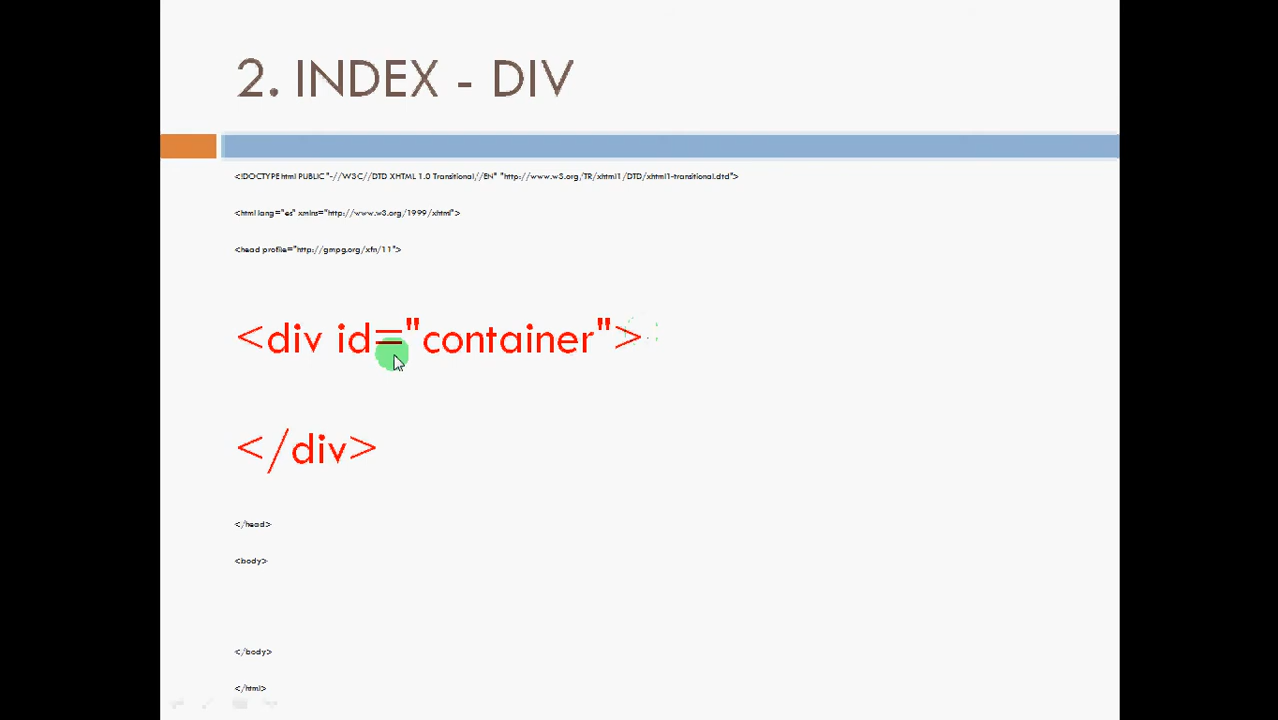 2. INDEX - DIV
<!DOCTYPE html PUBLIC "-//W3C//DTD XHTML 1.0 Transitional//EN" "http://www.w3.org/TR/xhtml1/DTD/xhtml1-transitional.dtd">
<html lang="es" xmlns="http://www.w3.org/1999/xhtml">
<head profile="http://gmpg.org/xfn/11">
<div id="container">
</div>
</head>
<body>
</body>
</html>